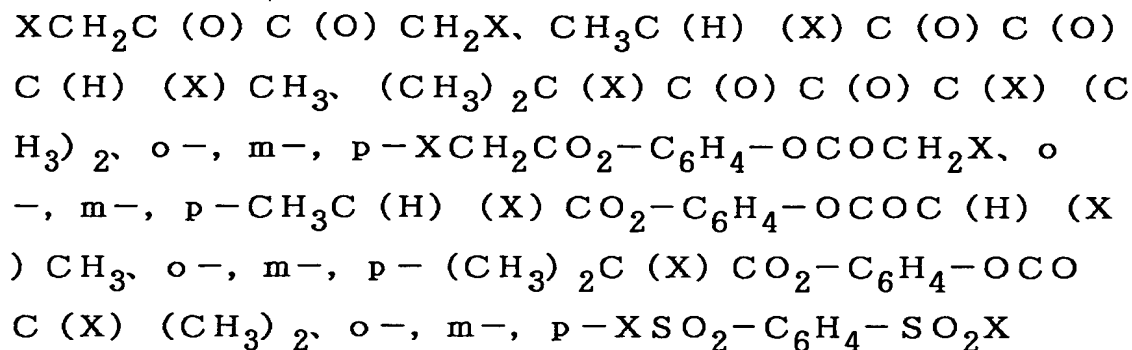 XCH₂C (O) C (O) CH₂X、 CH₃C (H) (X) C (O) C (O)
C (H) (X) CH₃、 (CH₃) ₂C (X) C (O) C (O) C (X) (C
H₃) ₂、 o－, m－, p－XCH₂CO₂－C₆H₄－OCOCH₂X、 o
－, m－, p－CH₃C (H) (X) CO₂－C₆H₄－OCOC (H) (X
) CH₃、 o－, m－, p－ (CH₃) ₂C (X) CO₂－C₆H₄－OCO
C (X) (CH₃) ₂、 o－, m－, p－XSO₂－C₆H₄－SO₂X